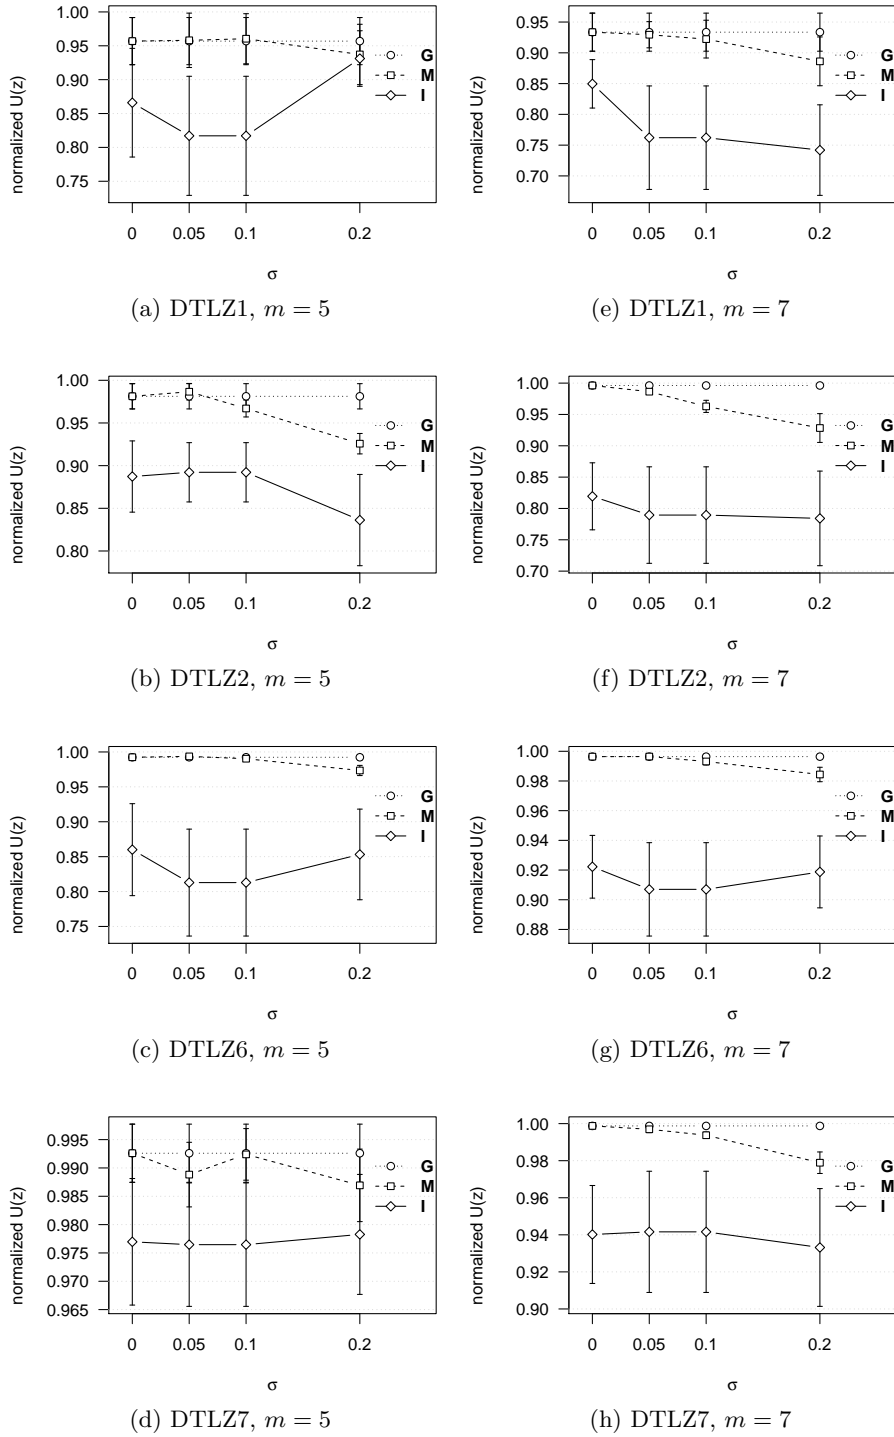 1.00
0.95
0.90
0.85
0.80
0.75
normalized U(z)
G
M
I
0 0.05 0.1 0.2
σ
(a) DTLZ1, m = 5
0.95
0.90
0.85
0.80
0.75
0.70
normalized U(z)
G
M
I
0 0.05 0.1 0.2
σ
(e) DTLZ1, m = 7
1.00
0.95
0.90
0.85
0.80
normalized U(z)
G
M
I
0 0.05 0.1 0.2
σ
(b) DTLZ2, m = 5
1.00
0.95
0.90
0.85
0.80
0.75
0.70
normalized U(z)
G
M
I
0 0.05 0.1 0.2
σ
(f) DTLZ2, m = 7
1.00
0.95
0.90
0.85
0.80
0.75
normalized U(z)
G
M
I
0 0.05 0.1 0.2
σ
(c) DTLZ6, m = 5
1.00
0.98
0.96
0.94
0.92
0.90
0.88
normalized U(z)
G
M
I
0 0.05 0.1 0.2
σ
(g) DTLZ6, m = 7
0.995
0.990
0.985
0.980
0.975
0.970
0.965
normalized U(z)
G
M
I
0 0.05 0.1 0.2
σ
(d) DTLZ7, m = 5
1.00
0.98
0.96
0.94
0.92
0.90
normalized U(z)
G
M
I
0 0.05 0.1 0.2
σ
(h) DTLZ7, m = 7